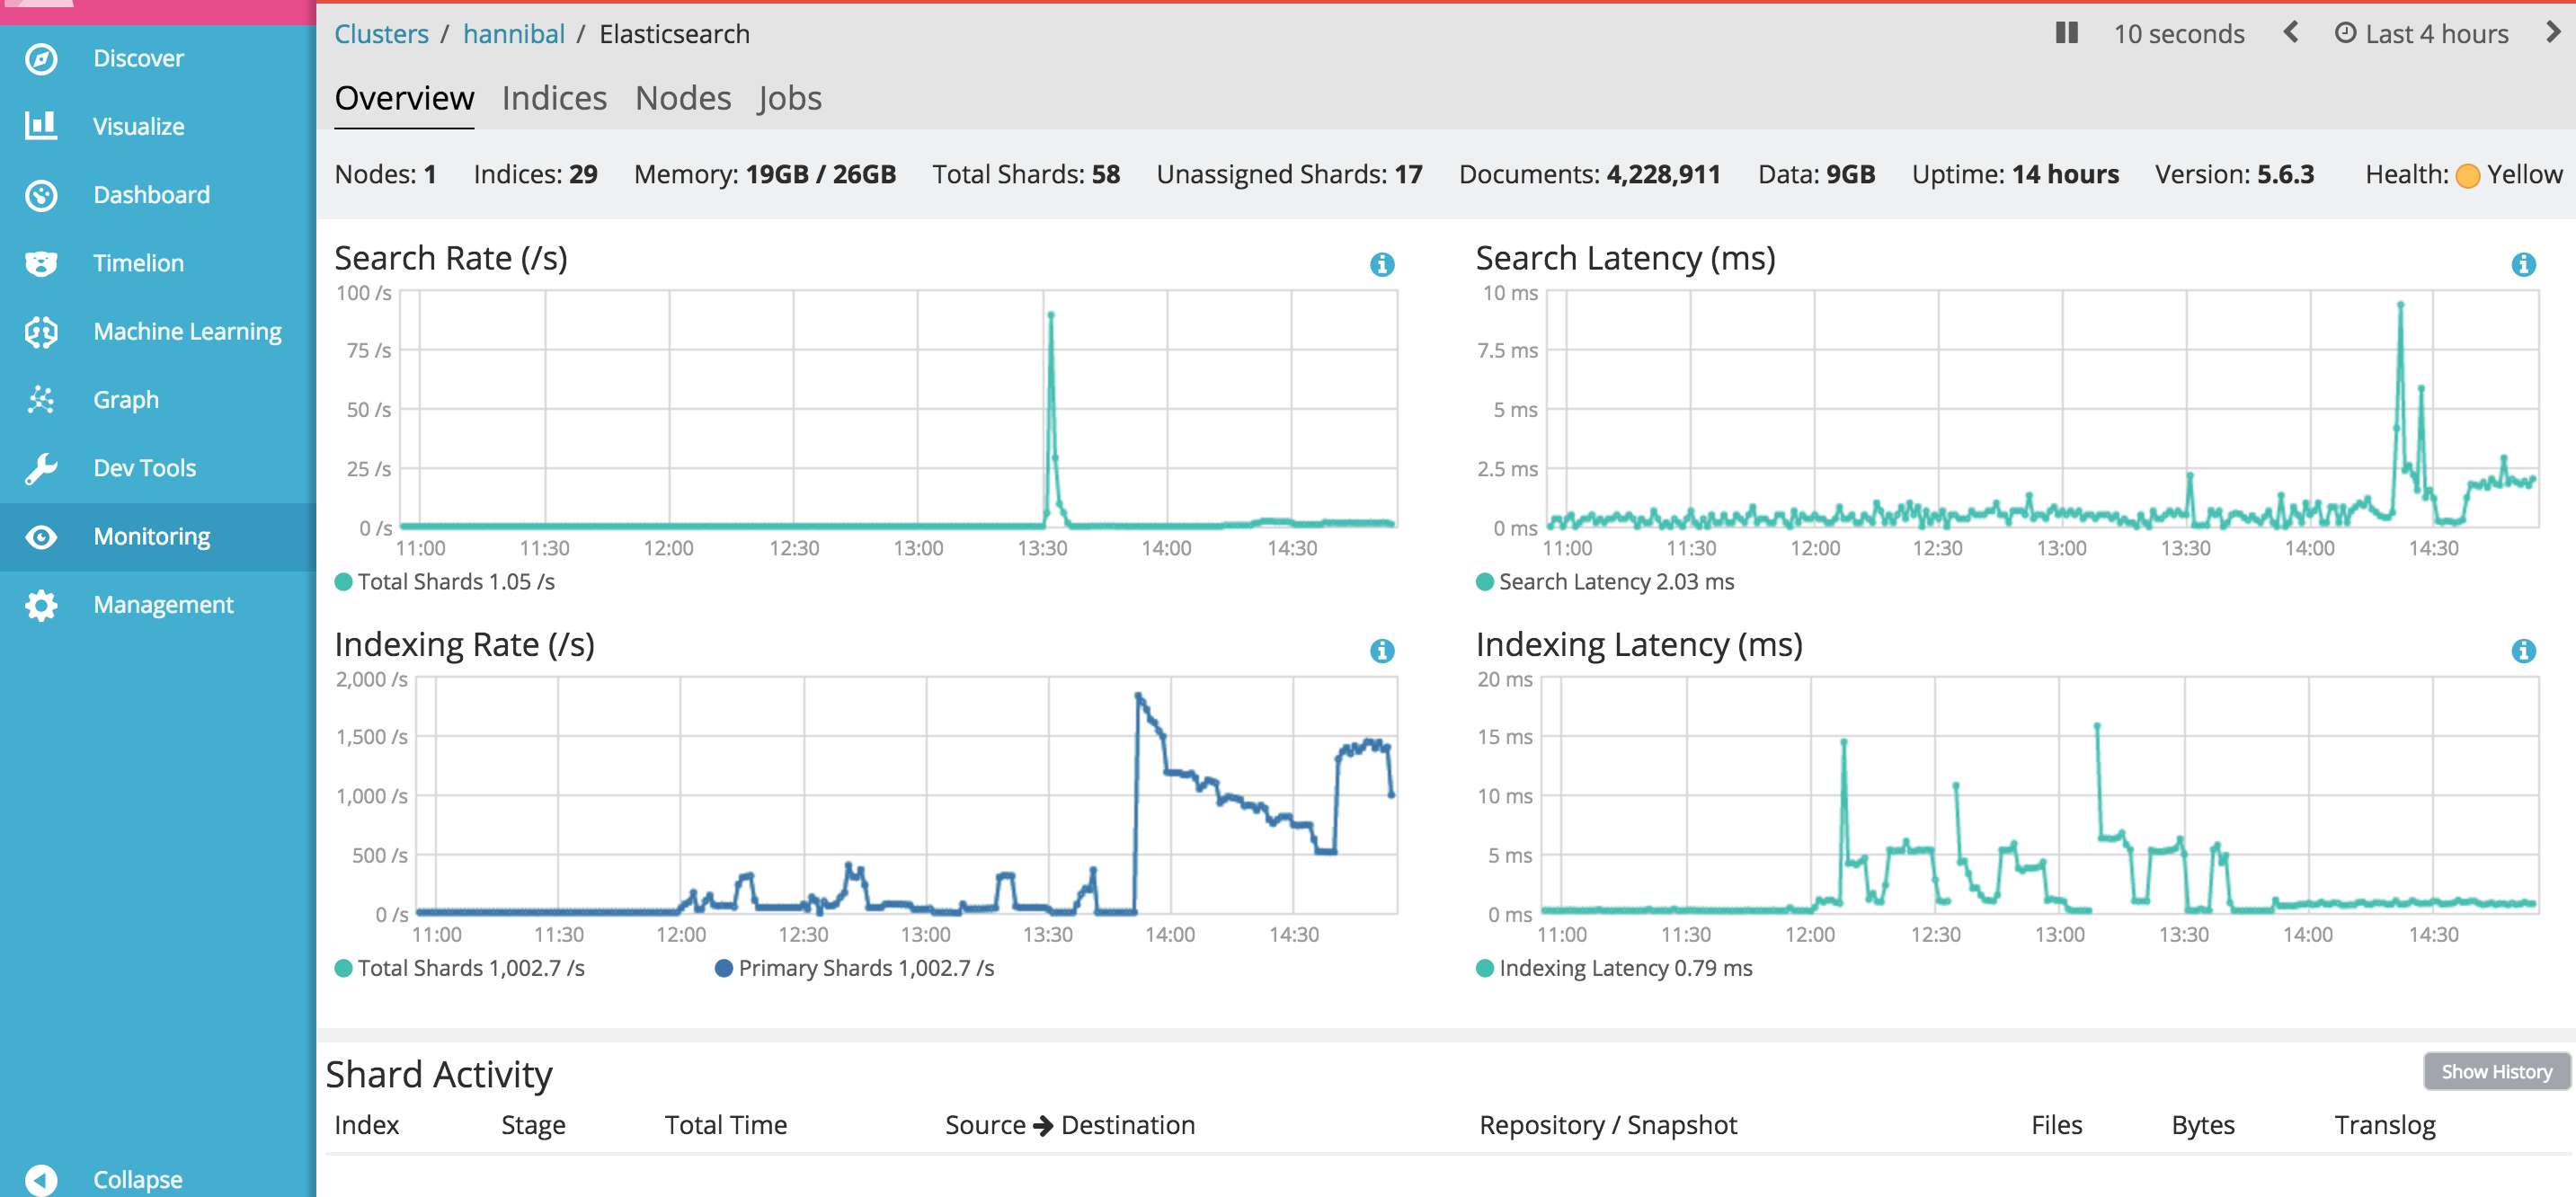 Discover
Visualize
Dashboard
Timelion
Machine Learning
Graph
Dev Tools
Monitoring
Management
Collapse
Clusters / hannibal / Elasticsearch
10 seconds
Last 4 hours
Overview Indices Nodes Jobs
Nodes: 1 Indices: 29 Memory: 19GB / 26GB Total Shards: 58 Unassigned Shards: 17 Documents: 4,228,911 Data: 9GB Uptime: 14 hours Version: 5.6.3 Health: Yellow
Search Rate (/s)
100 /s
75 /s
50 /s
25 /s
0 /s
11:00 11:30 12:00 12:30 13:00 13:30 14:00 14:30
Total Shards 1.05 /s
Search Latency (ms)
10 ms
7.5 ms
5 ms
2.5 ms
0 ms
11:00 11:30 12:00 12:30 13:00 13:30 14:00 14:30
Search Latency 2.03 ms
Indexing Rate (/s)
2,000 /s
1,500 /s
1,000 /s
500 /s
0 /s
11:00 11:30 12:00 12:30 13:00 13:30 14:00 14:30
Total Shards 1,002.7 /s Primary Shards 1,002.7 /s
Indexing Latency (ms)
20 ms
15 ms
10 ms
5 ms
0 ms
11:00 11:30 12:00 12:30 13:00 13:30 14:00 14:30
Indexing Latency 0.79 ms
Shard Activity
Show History
Index Stage Total Time Source → Destination Repository / Snapshot Files Bytes Translog